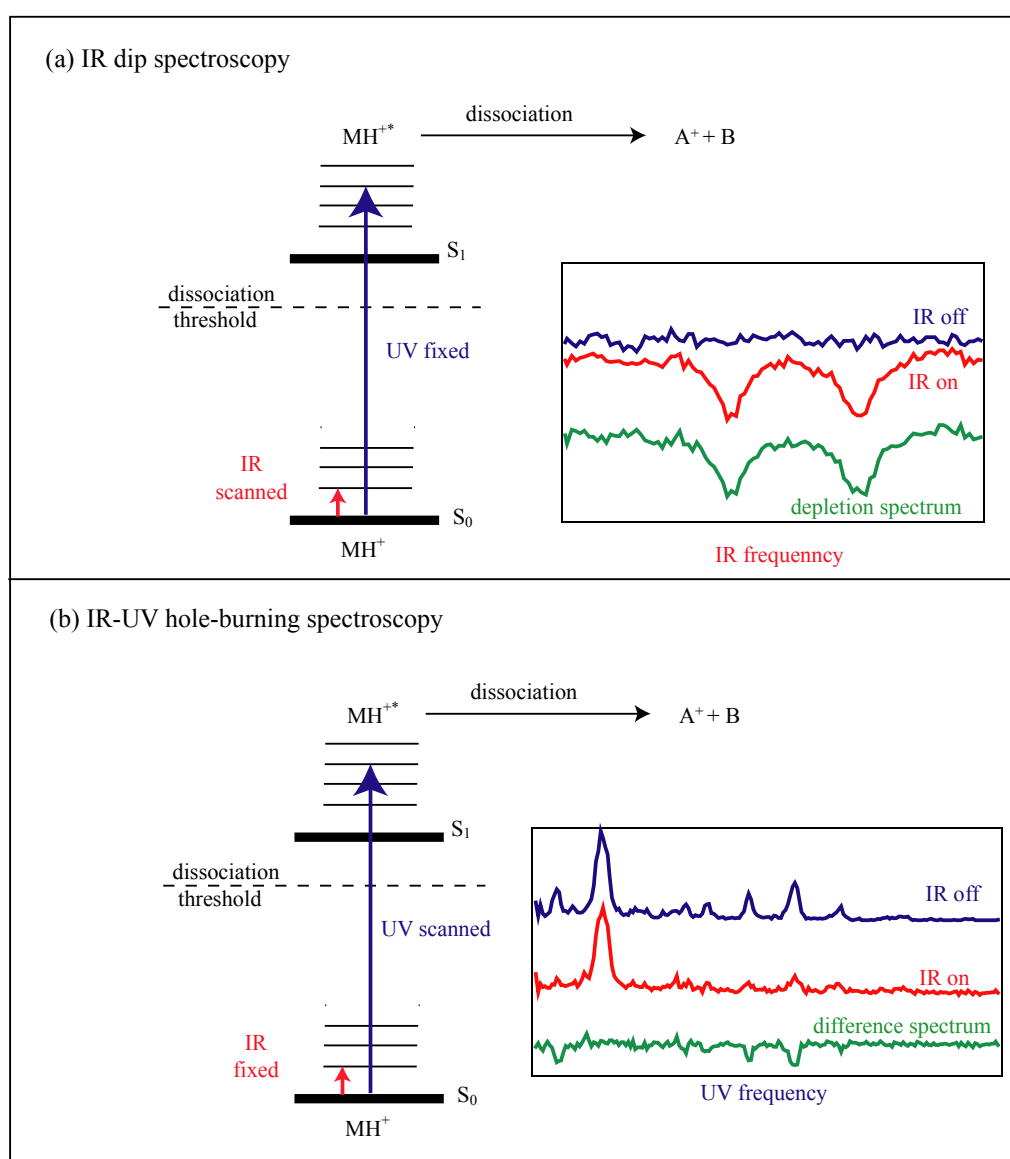 (a) IR dip spectroscopy
dissociation
MH+*
A+ + B
S1
dissociation
threshold
UV fixed
IR
scanned
S0
MH+
IR off
IR on
depletion spectrum
IR frequenncy
(b) IR-UV hole-burning spectroscopy
dissociation
MH+*
A+ + B
S1
dissociation
threshold
UV scanned
IR
fixed
S0
MH+
IR off
IR on
difference spectrum
UV frequency